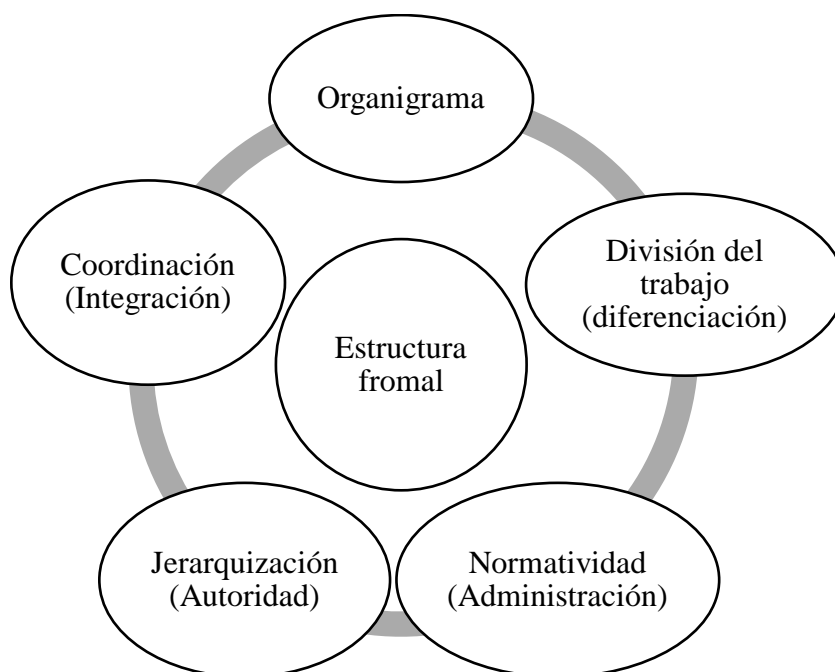 Organigrama
División del
trabajo
(diferenciación)
Normatividad
(Administración)
Jerarquización
(Autoridad)
Coordinación
(Integración)
Estructura
fromal